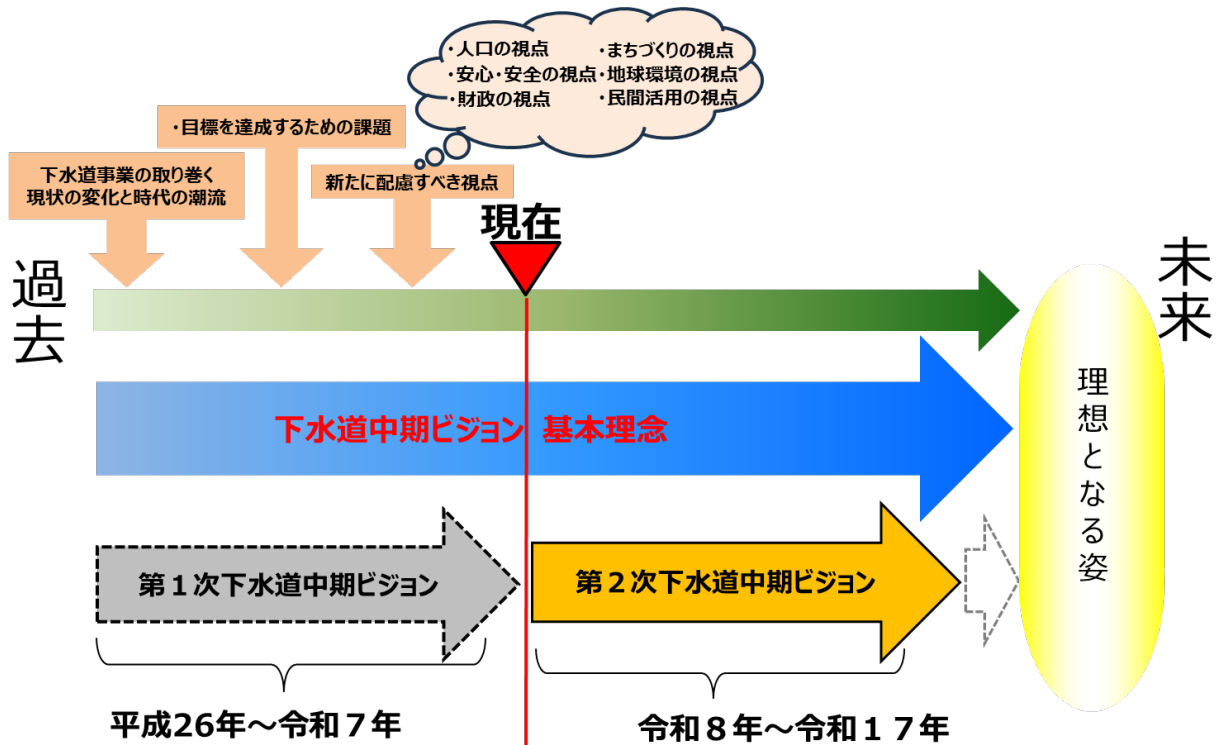 ・人口の視点　・まちづくりの視点
・安心・安全の視点・地球環境の視点
・財政の視点　・民間活用の視点
・目標を達成するための課題
下水道事業の取り巻く
現状の変化と時代の潮流
新たに配慮すべき視点
現在
過去
未来
下水道中期ビジョン 基本理念
理想となる姿
第１次下水道中期ビジョン
第２次下水道中期ビジョン
平成26年～令和７年
令和８年～令和１７年